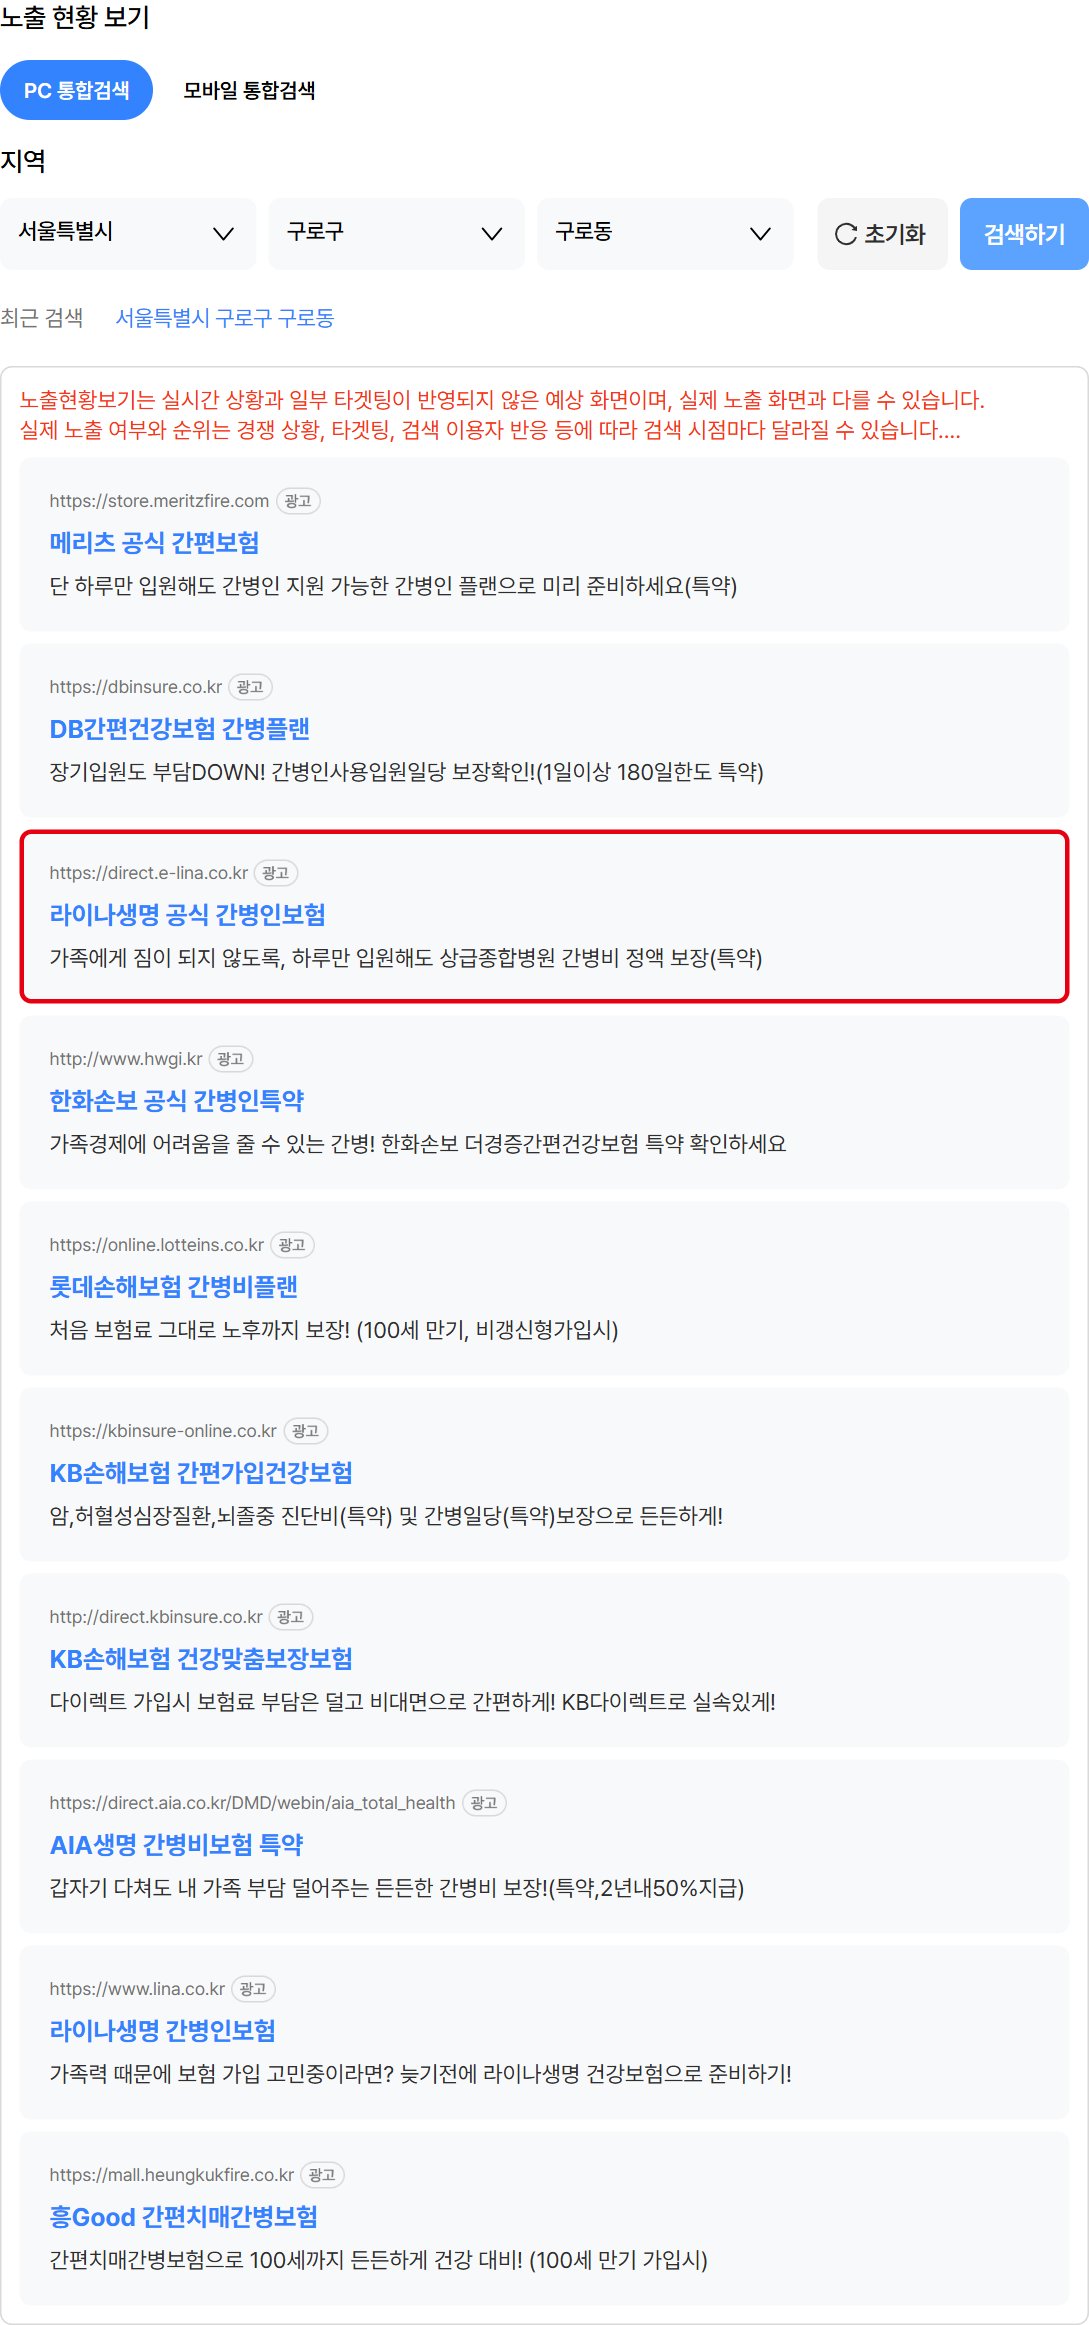 노출 현황 보기
PC 통합검색 모바일 통합검색
지역
서울특별시 구로구 구로동 초기화 검색하기
최근 검색 서울특별시 구로구 구로동
노출현황보기는 실시간 상황과 일부 타겟팅이 반영되지 않은 예상 화면이며, 실제 노출 화면과 다를 수 있습니다.
실제 노출 여부와 순위는 경쟁 상황, 타겟팅, 검색 이용자 반응 등에 따라 검색 시점마다 달라질 수 있습니다....
https://store.meritzfire.com 광고
메리츠 공식 간편보험
단 하루만 입원해도 간병인 지원 가능한 간병인 플랜으로 미리 준비하세요(특약)
https://dbinsure.co.kr 광고
DB간편건강보험 간병플랜
장기입원도 부담DOWN! 간병인사용입원일당 보장확인!(1일이상 180일한도 특약)
https://direct.e-lina.co.kr 광고
라이나생명 공식 간병인보험
가족에게 짐이 되지 않도록, 하루만 입원해도 상급종합병원 간병비 정액 보장(특약)
http://www.hwgi.kr 광고
한화손보 공식 간병인특약
가족경제에 어려움을 줄 수 있는 간병! 한화손보 더경증간편건강보험 특약 확인하세요
https://online.lotteins.co.kr 광고
롯데손해보험 간병비플랜
처음 보험료 그대로 노후까지 보장! (100세 만기, 비갱신형가입시)
https://kbinsure-online.co.kr 광고
KB손해보험 간편가입건강보험
암,허혈성심장질환,뇌졸중 진단비(특약) 및 간병일당(특약)보장으로 든든하게!
http://direct.kbinsure.co.kr 광고
KB손해보험 건강맞춤보장보험
다이렉트 가입시 보험료 부담은 덜고 비대면으로 간편하게! KB다이렉트로 실속있게!
https://direct.aia.co.kr/DMD/webin/aia_total_health 광고
AIA생명 간병비보험 특약
갑자기 다쳐도 내 가족 부담 덜어주는 든든한 간병비 보장!(특약,2년내50%지급)
https://www.lina.co.kr 광고
라이나생명 간병인보험
가족력 때문에 보험 가입 고민중이라면? 늦기전에 라이나생명 건강보험으로 준비하기!
https://mall.heungkukfire.co.kr 광고
흥Good 간편치매간병보험
간편치매간병보험으로 100세까지 든든하게 건강 대비! (100세 만기 가입시)